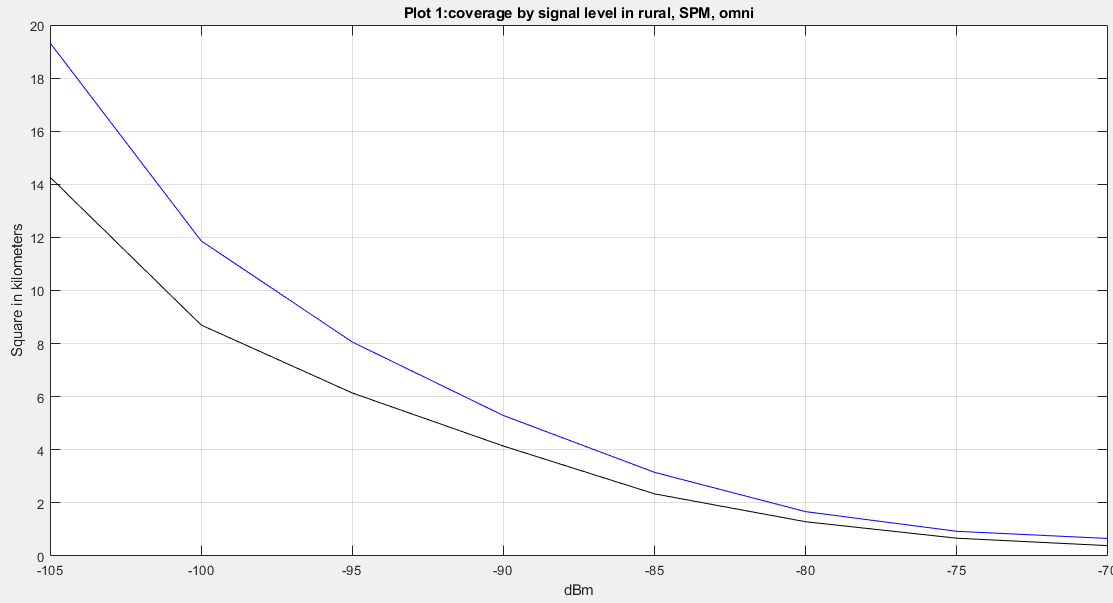 Plot 1:coverage by signal level in rural, SPM, omni
Square in kilometers
20
18
16
14
12
10
8
6
4
2
0
-105 -100 -95 -90 -85 -80 -75 -70
dBm